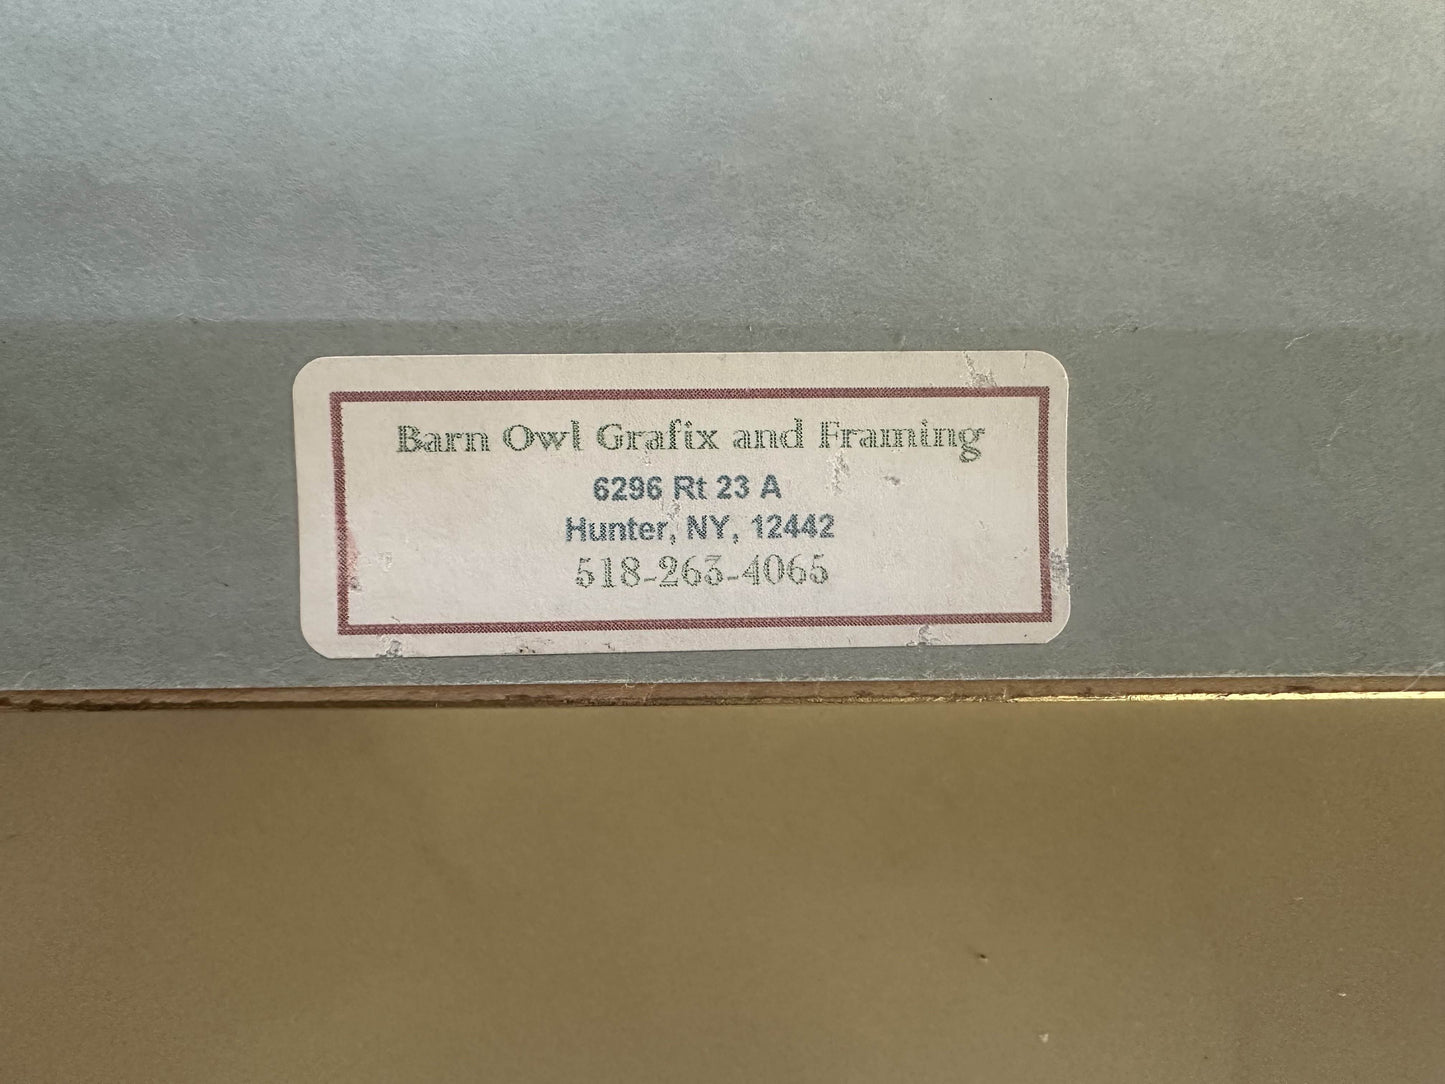 Barn Owl Grafix and Framing
6296 Rt 23 A
Hunter, NY, 12442
518-263-4065